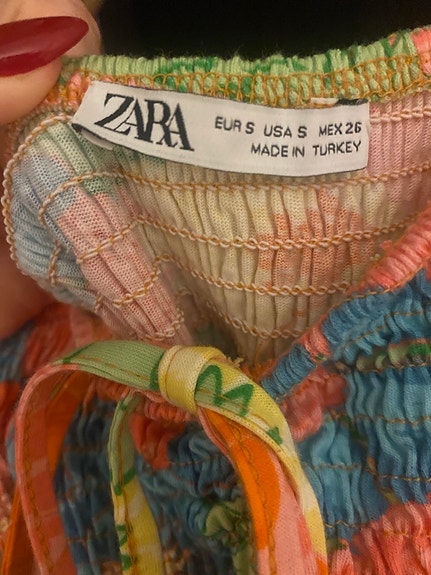 ZARA
EUR S USA S MEX 26
MADE IN TURKEY